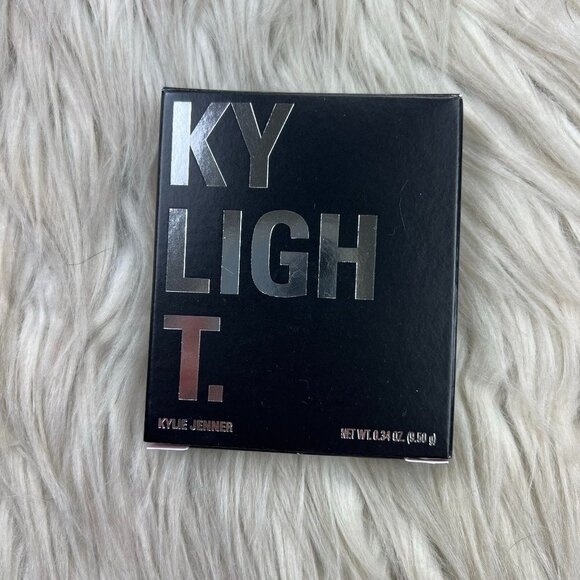 KY
LIGH
T.
KYLIE JENNER
NET WT. 0.34 OZ. (9.50 g)